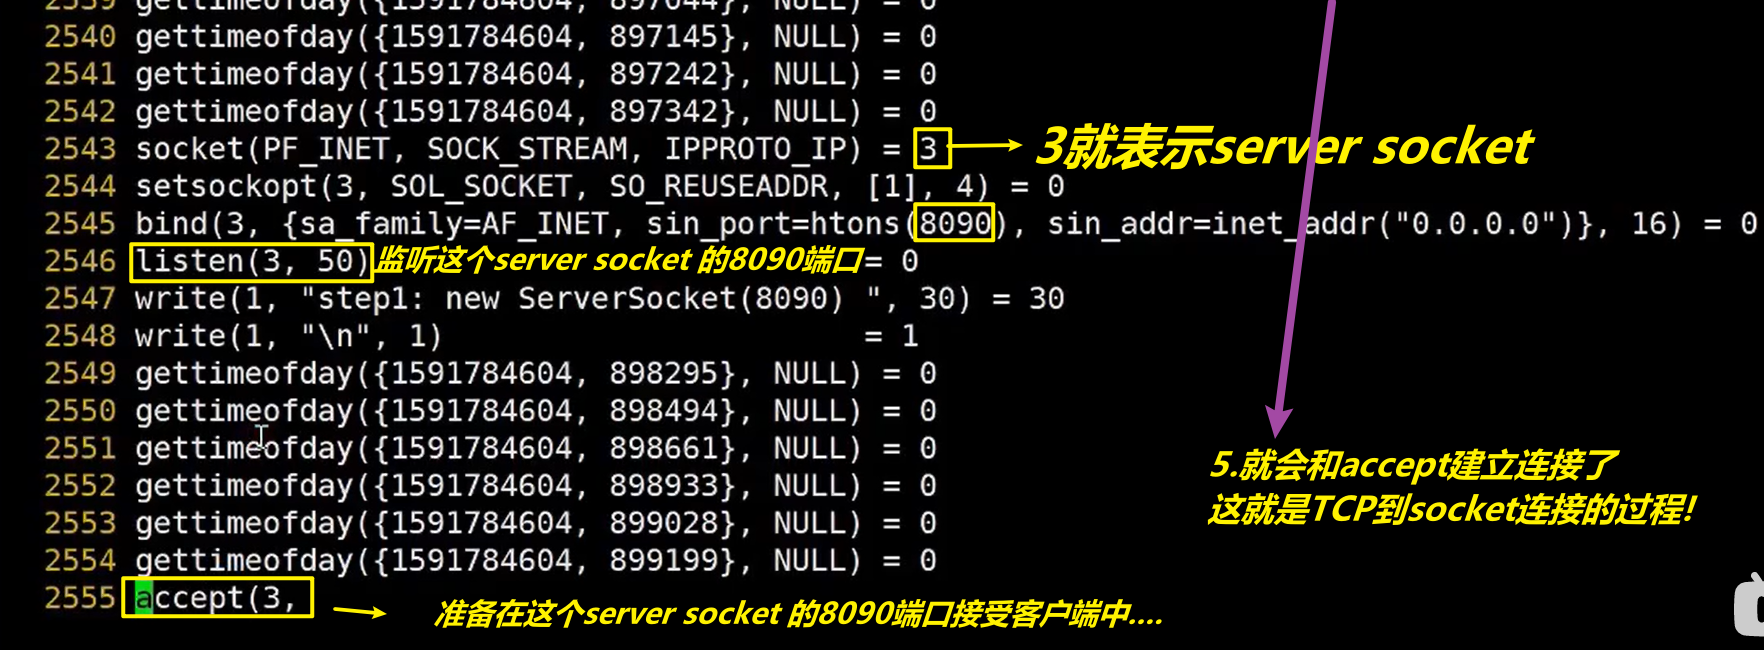 2539 gettimeofday({1591784604, 897044}, NULL) = 0
2540 gettimeofday({1591784604, 897145}, NULL) = 0
2541 gettimeofday({1591784604, 897242}, NULL) = 0
2542 gettimeofday({1591784604, 897342}, NULL) = 0
2543 socket(PF_INET, SOCK_STREAM, IPPROTO_IP) = 3 3就表示server socket
2544 setsockopt(3, SOL_SOCKET, SO_REUSEADDR, [1], 4) = 0
2545 bind(3, {sa_family=AF_INET, sin_port=htons(8090), sin_addr=inet_addr("0.0.0.0")}, 16) = 0
2546 listen(3, 50) 监听这个server socket 的8090端口 = 0
2547 write(1, "step1: new ServerSocket(8090) ", 30) = 30
2548 write(1, "\n", 1) = 1
2549 gettimeofday({1591784604, 898295}, NULL) = 0
2550 gettimeofday({1591784604, 898494}, NULL) = 0
2551 gettimeofday({1591784604, 898661}, NULL) = 0
2552 gettimeofday({1591784604, 898933}, NULL) = 0
2553 gettimeofday({1591784604, 899028}, NULL) = 0
2554 gettimeofday({1591784604, 899199}, NULL) = 0
2555 accept(3,
5.就会和accept建立连接了
这就是TCP到socket连接的过程!
准备在这个server socket 的8090端口接受客户端中....